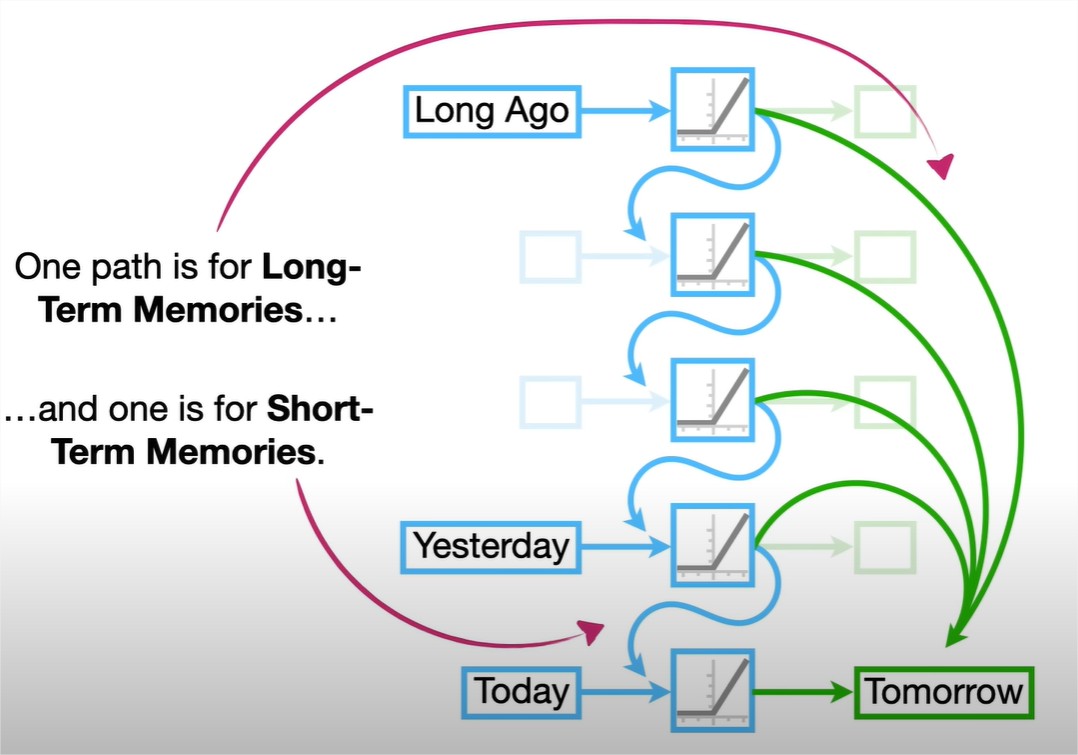 Long Ago
One path is for Long-
Term Memories…
…and one is for Short-
Term Memories.
Yesterday
Today
Tomorrow